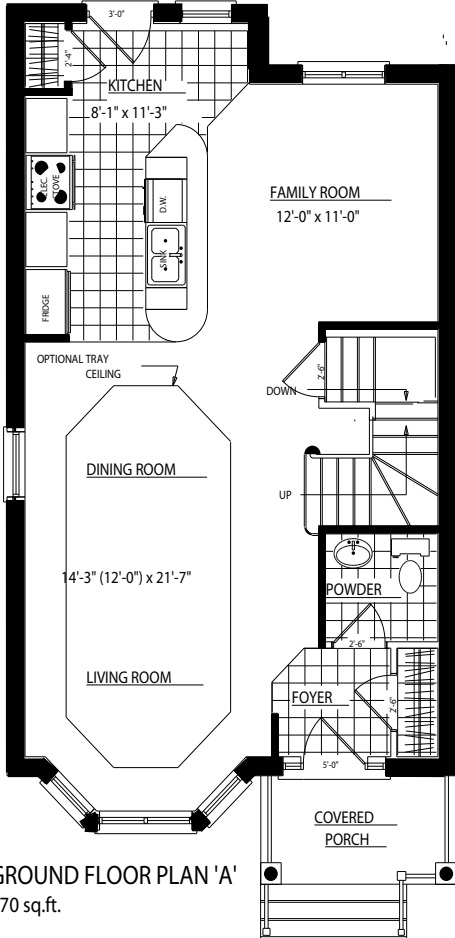 3'-0"
2'-4"
KITCHEN
8'-1" x 11'-3"
ELEC.
STOVE
D.W.
SINK
FRIDGE
FAMILY ROOM
12'-0" x 11'-0"
OPTIONAL TRAY
CEILING
2'-6"
DOWN
DINING ROOM
UP
14'-3" (12'-0") x 21'-7"
POWDER
2'-6"
LIVING ROOM
FOYER
2'-6"
5'-0"
COVERED
PORCH
GROUND FLOOR PLAN 'A'
70 sq.ft.